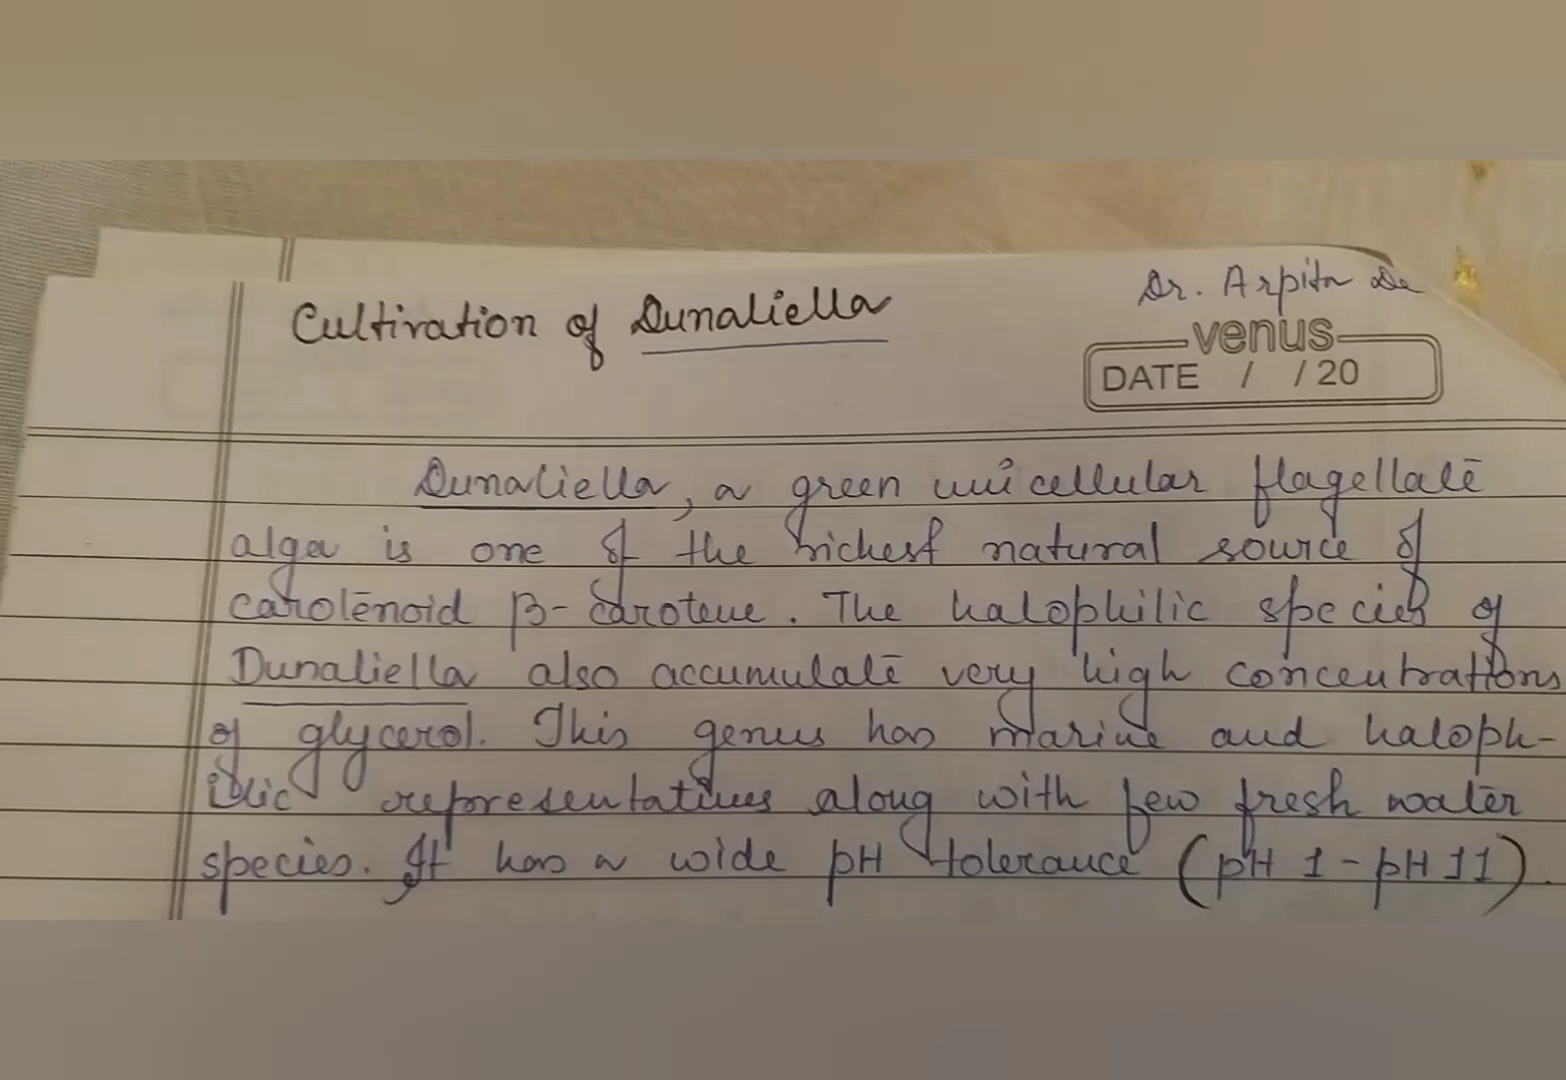 Dr. Arpita De
Cultivation of Dunaliella
venus
DATE / / 20
Dunaliella, a green unicellular flagellate
alga is one of the richest natural source of
carotenoid β-carotene. The halophilic species of
Dunaliella also accumulate very high concentrations
of glycerol. This genus has marine and haloph-
ilic representatives along with few fresh water
species. It has a wide pH tolerance (pH 1 - pH 11).